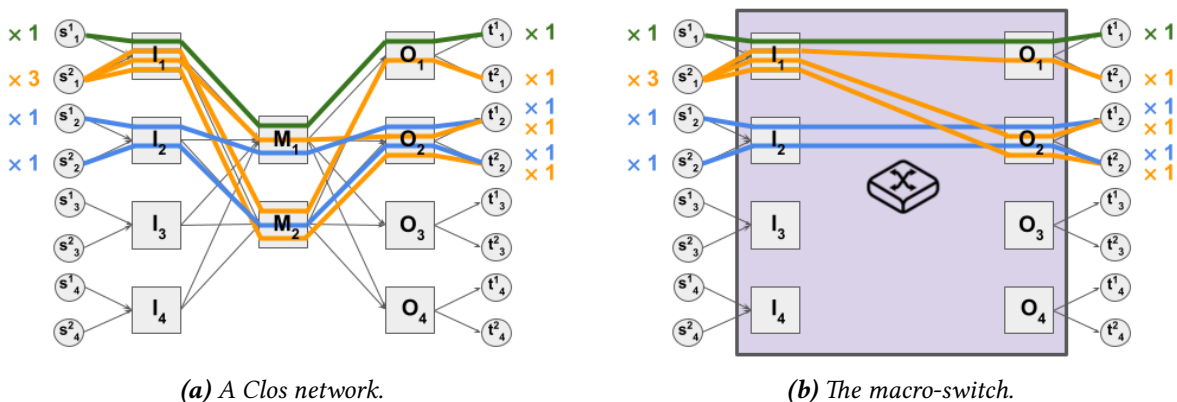 × 1 s¹₁ I₁ O₁ t¹₁ × 1
× 3 s²₁ t²₁ × 1
× 1 s¹₂ I₂ M₁ O₂ t¹₂ × 1
× 1
× 1 s²₂ t²₂ × 1
× 1
s¹₃ I₃ M₂ O₃ t¹₃
s²₃ t²₃
s¹₄ I₄ O₄ t¹₄
s²₄ t²₄
(a) A Clos network.
× 1 s¹₁ I₁ O₁ t¹₁ × 1
× 3 s²₁ t²₁ × 1
× 1 s¹₂ I₂ O₂ t¹₂ × 1
× 1
× 1 s²₂ t²₂ × 1
× 1
s¹₃ I₃ O₃ t¹₃
s²₃ t²₃
s¹₄ I₄ O₄ t¹₄
s²₄ t²₄
(b) The macro-switch.